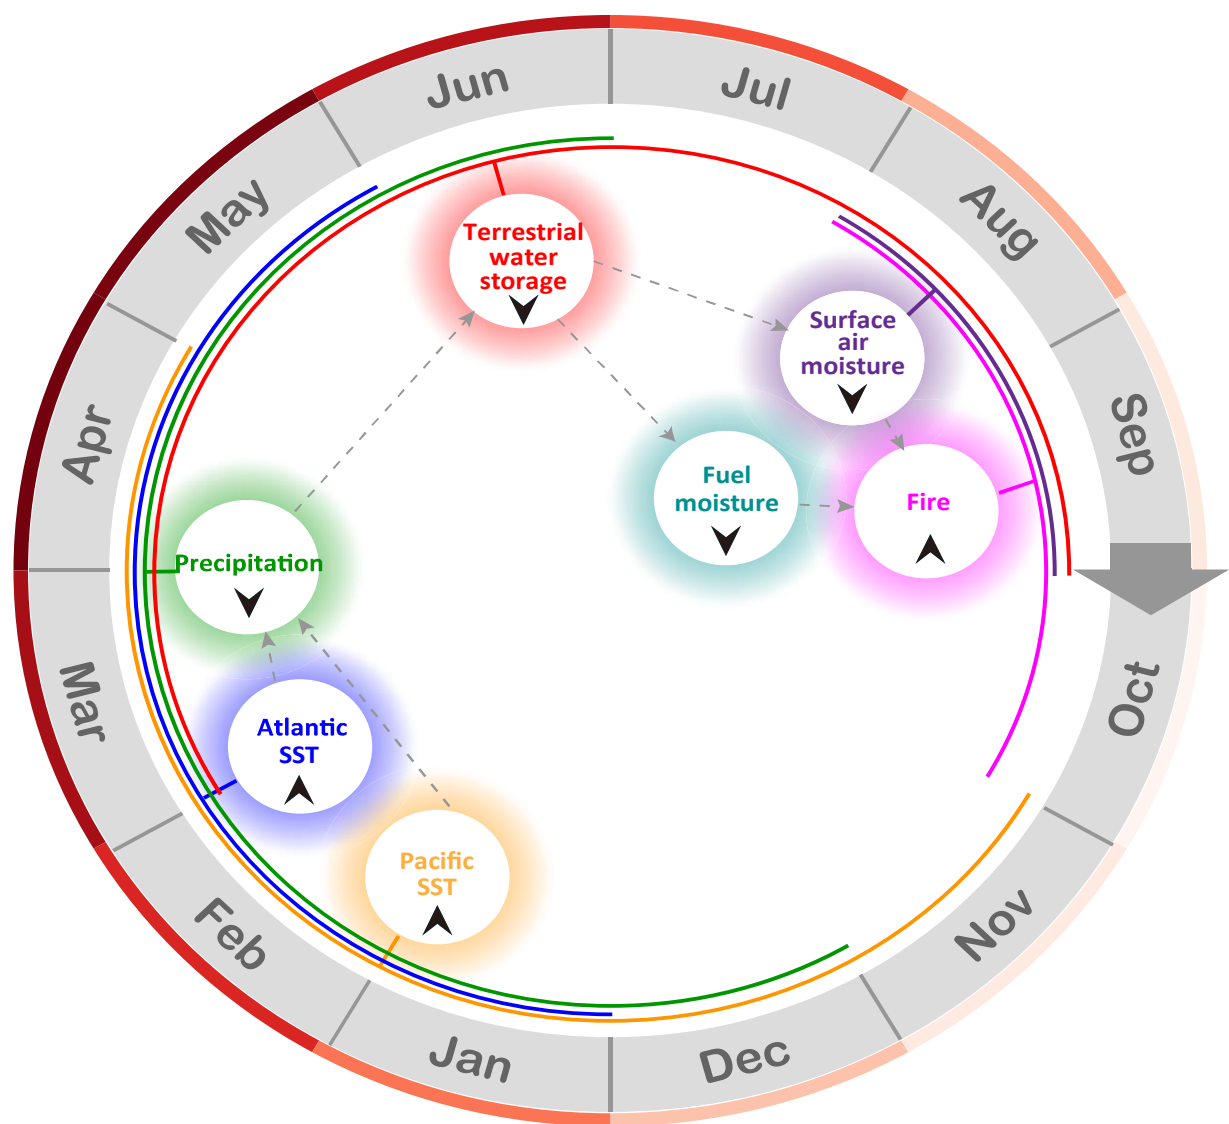 Jun
Jul
May
Aug
Apr
Sep
Mar
Oct
Feb
Nov
Jan
Dec
Terrestrial
water
storage
Surface
air
moisture
Fuel
moisture
Fire
Precipitation
Atlantic
SST
Pacific
SST